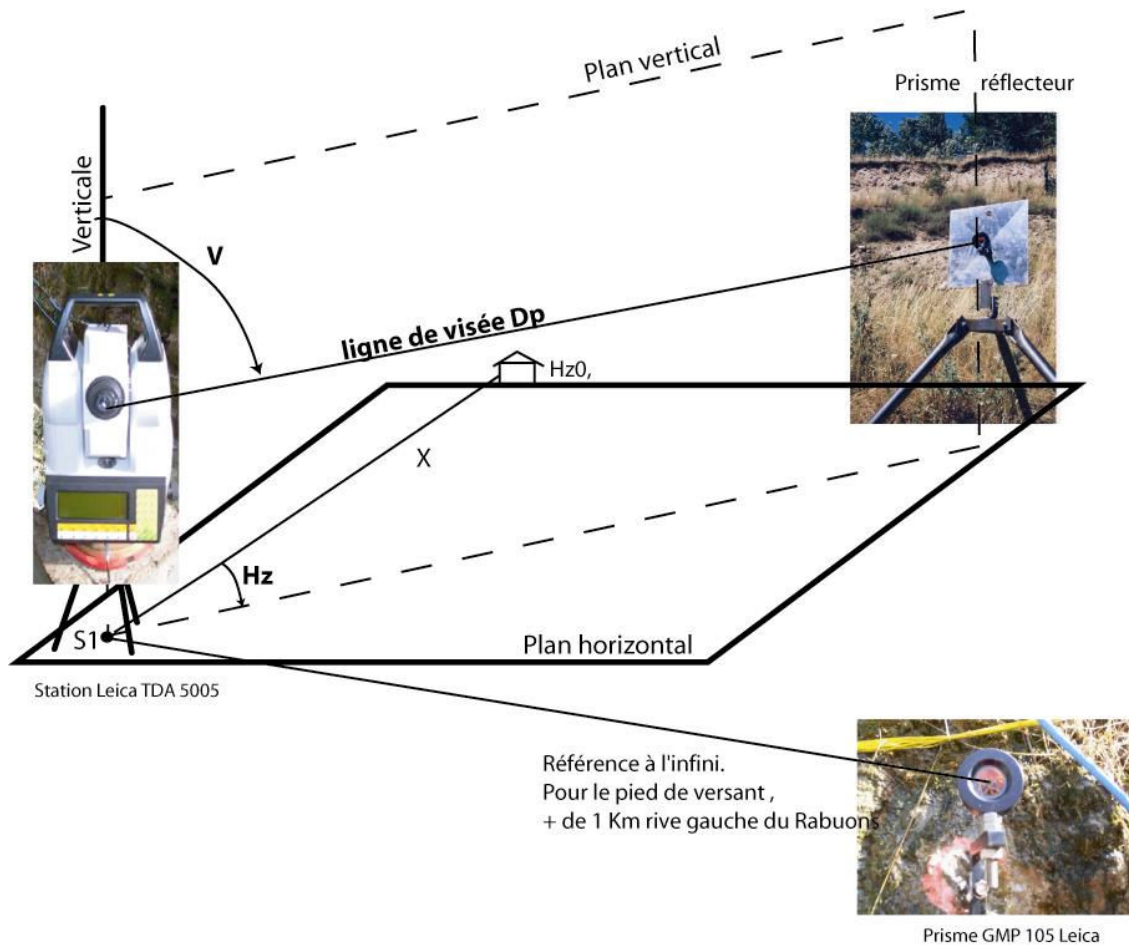 Plan vertical
Prisme réflecteur
Verticale
V
ligne de visée Dp
Hz0,
X
Hz
S1
Plan horizontal
Station Leica TDA 5005
Référence à l'infini.
Pour le pied de versant ,
+ de 1 Km rive gauche du Rabuons
Prisme GMP 105 Leica